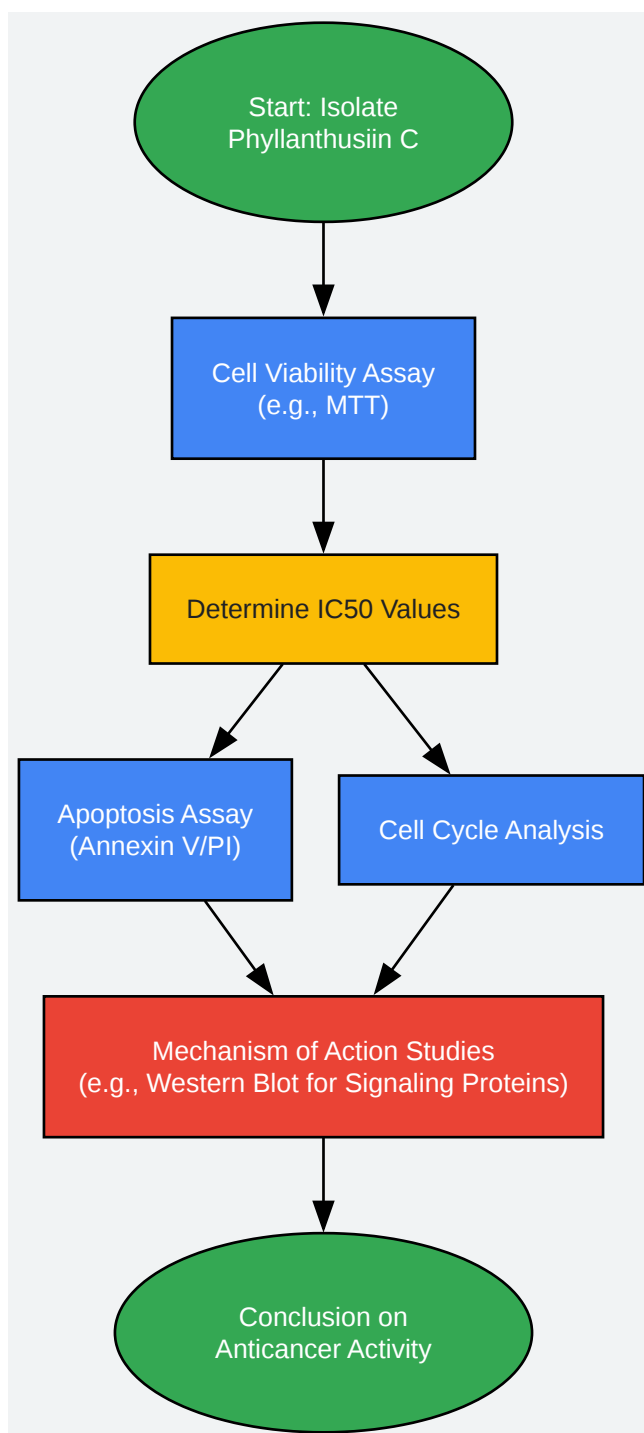 Start: Isolate
Phyllanthusiin C
Cell Viability Assay
(e.g., MTT)
Determine IC50 Values
Apoptosis Assay
(Annexin V/PI)
Cell Cycle Analysis
Mechanism of Action Studies
(e.g., Western Blot for Signaling Proteins)
Conclusion on
Anticancer Activity